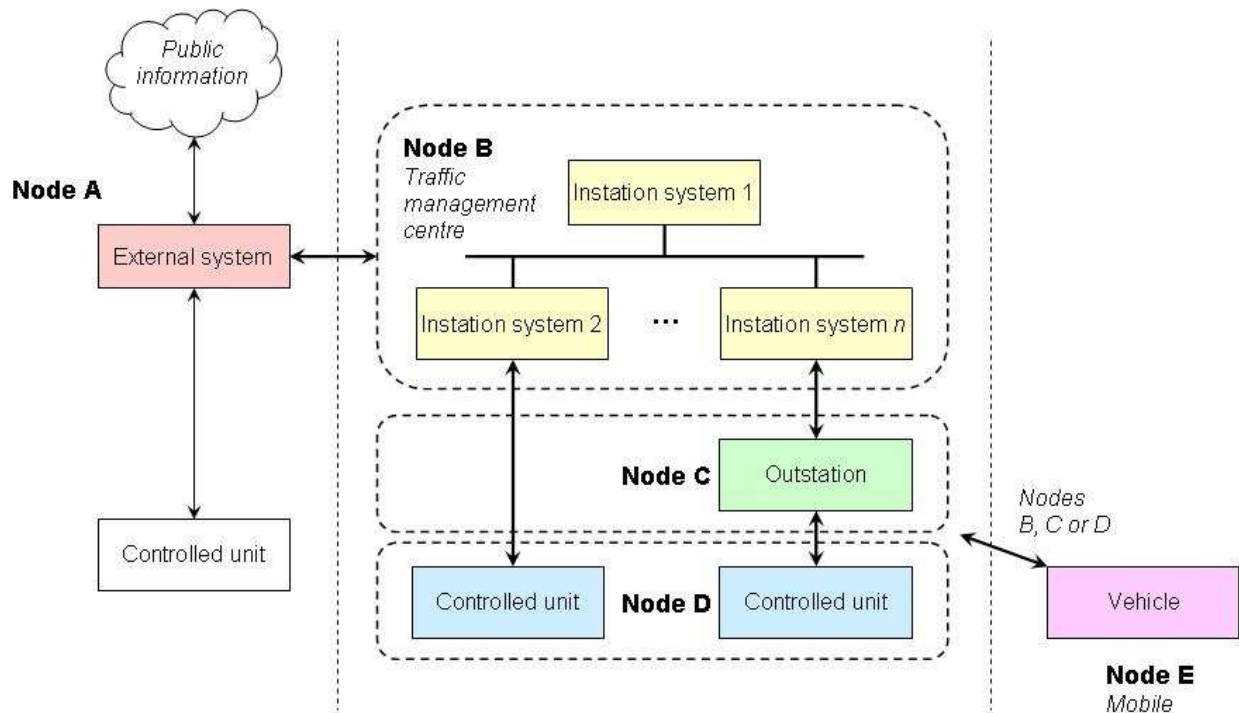 Public
information
Node A
External system
Controlled unit
Node B
Traffic
management
centre
Instation system 1
Instation system 2
...
Instation system n
Node C
Outstation
Node D
Controlled unit
Controlled unit
Nodes
B, C or D
Vehicle
Node E
Mobile